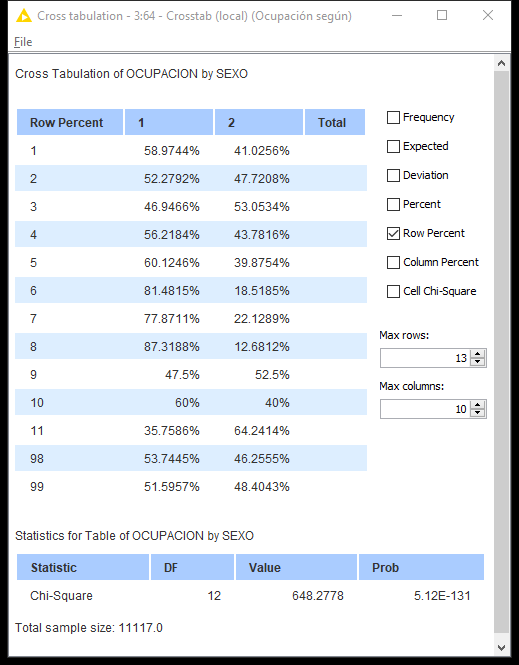 Cross tabulation - 3:64 - Crosstab (local) (Ocupación según)
File
Cross Tabulation of OCUPACION by SEXO
Row Percent 1 2 Total
1 58.9744% 41.0256%
2 52.2792% 47.7208%
3 46.9466% 53.0534%
4 56.2184% 43.7816%
5 60.1246% 39.8754%
6 81.4815% 18.5185%
7 77.8711% 22.1289%
8 87.3188% 12.6812%
9 47.5% 52.5%
10 60% 40%
11 35.7586% 64.2414%
98 53.7445% 46.2555%
99 51.5957% 48.4043%
Frequency
Expected
Deviation
Percent
Row Percent
Column Percent
Cell Chi-Square
Max rows:
13
Max columns:
10
Statistics for Table of OCUPACION by SEXO
Statistic DF Value Prob
Chi-Square 12 648.2778 5.12E-131
Total sample size: 11117.0